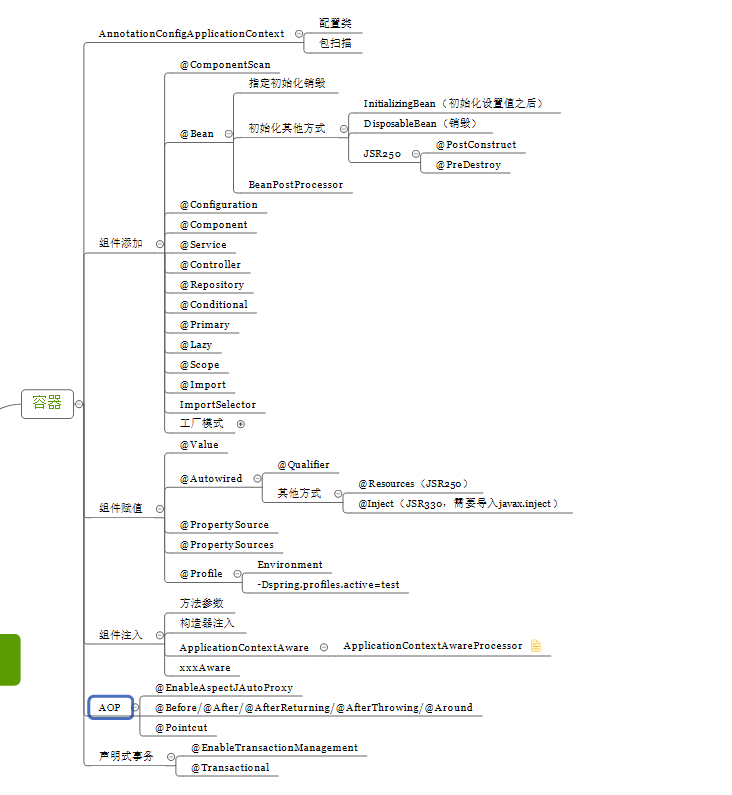 容器
AnnotationConfigApplicationContext
配置类
包扫描
组件添加
@ComponentScan
@Bean
指定初始化销毁
初始化其他方式
InitializingBean（初始化设置值之后）
DisposableBean（销毁）
JSR250
@PostConstruct
@PreDestroy
BeanPostProcessor
@Configuration
@Component
@Service
@Controller
@Repository
@Conditional
@Primary
@Lazy
@Scope
@Import
ImportSelector
工厂模式
组件赋值
@Value
@Autowired
@Qualifier
其他方式
@Resources（JSR250）
@Inject（JSR330，需要导入javax.inject）
@PropertySource
@PropertySources
@Profile
Environment
-Dspring.profiles.active=test
组件注入
方法参数
构造器注入
ApplicationContextAware
ApplicationContextAwareProcessor
xxxAware
AOP
@EnableAspectJAutoProxy
@Before/@After/@AfterReturning/@AfterThrowing/@Around
@Pointcut
声明式事务
@EnableTransactionManagement
@Transactional